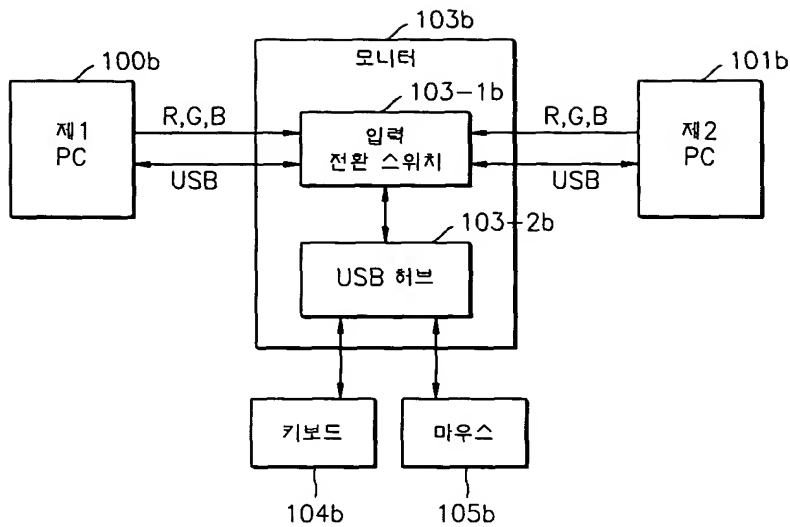 103b
100b
모니터
101b
103-1b
제1
PC
R,G,B
USB
입력
전환 스위치
R,G,B
USB
제2
PC
103-2b
USB 허브
키보드
마우스
104b
105b